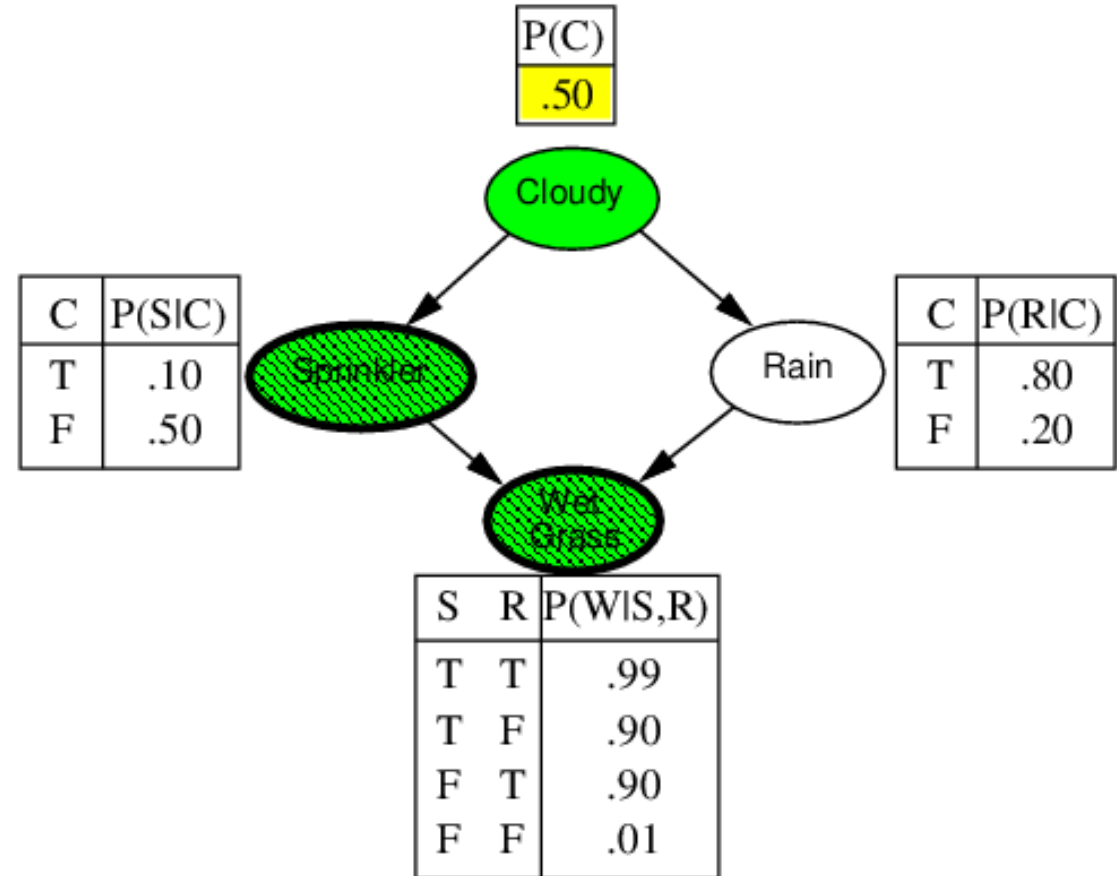 P(C)
.50
Cloudy
C P(S|C)
T .10
F .50
Sprinkler
Rain
C P(R|C)
T .80
F .20
Wet
Grass
S R P(W|S,R)
T T .99
T F .90
F T .90
F F .01